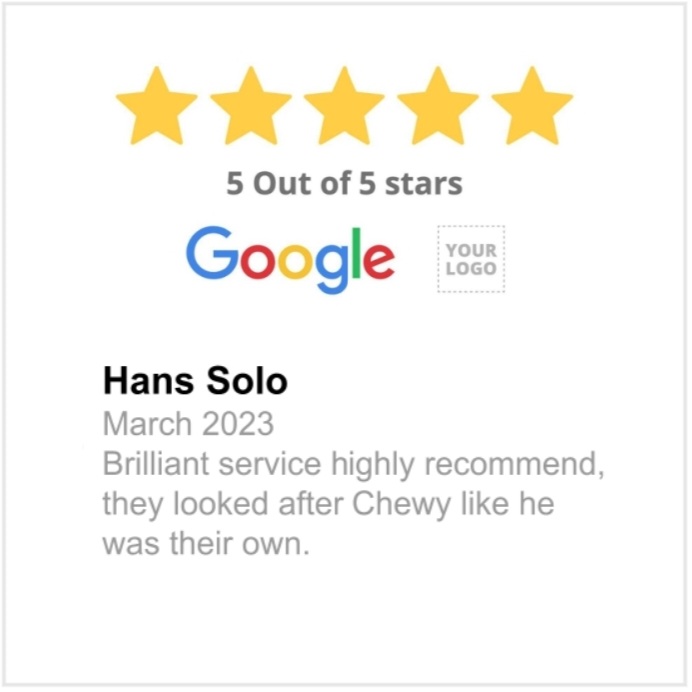 5 Out of 5 stars
Google
YOUR
LOGO
Hans Solo
March 2023
Brilliant service highly recommend,
they looked after Chewy like he
was their own.